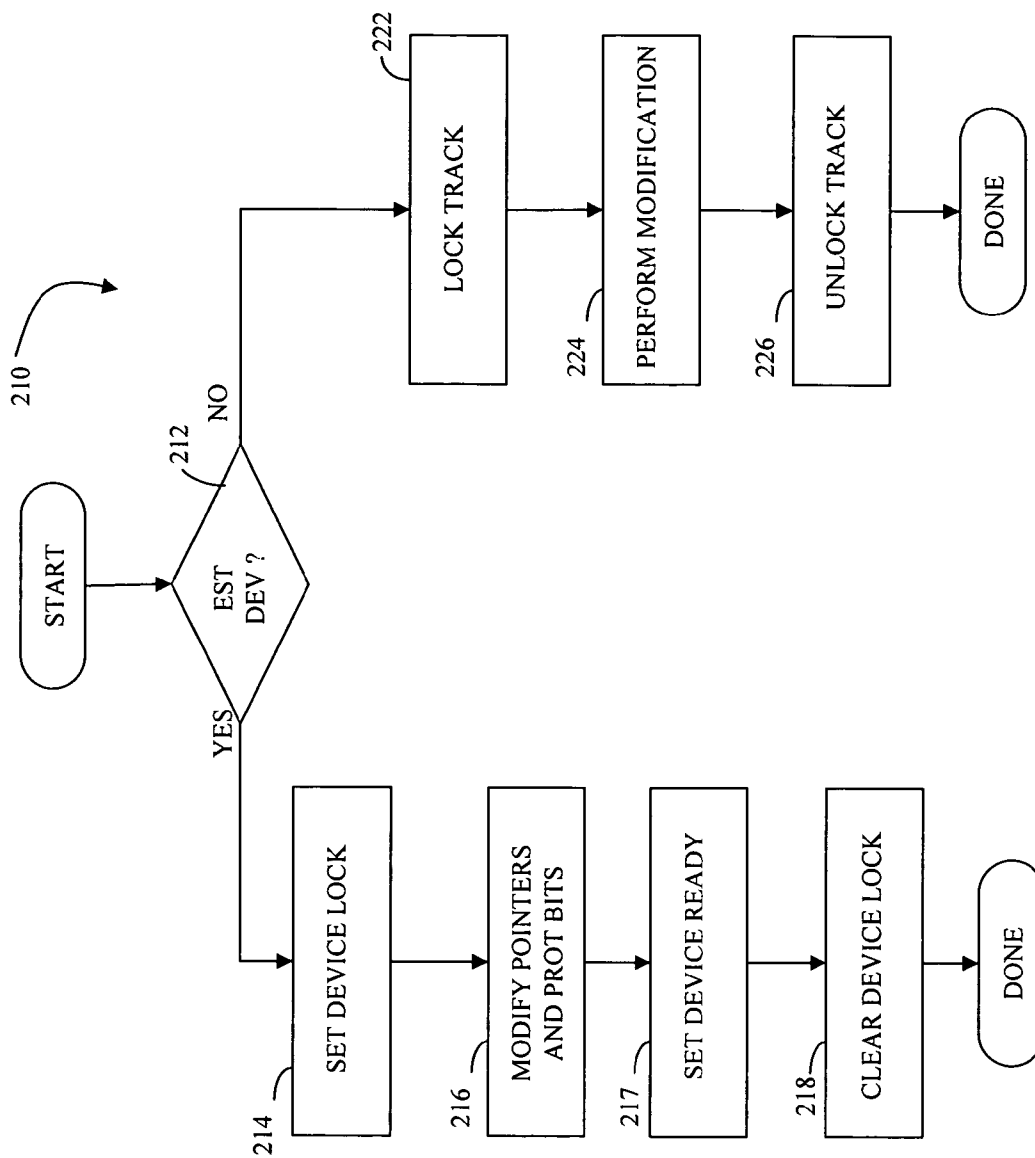 210
START
212
EST
DEV ?
YES
NO
214
SET DEVICE LOCK
216
MODIFY POINTERS
AND PROT BITS
217
SET DEVICE READY
218
CLEAR DEVICE LOCK
DONE
222
LOCK TRACK
224
PERFORM MODIFICATION
226
UNLOCK TRACK
DONE